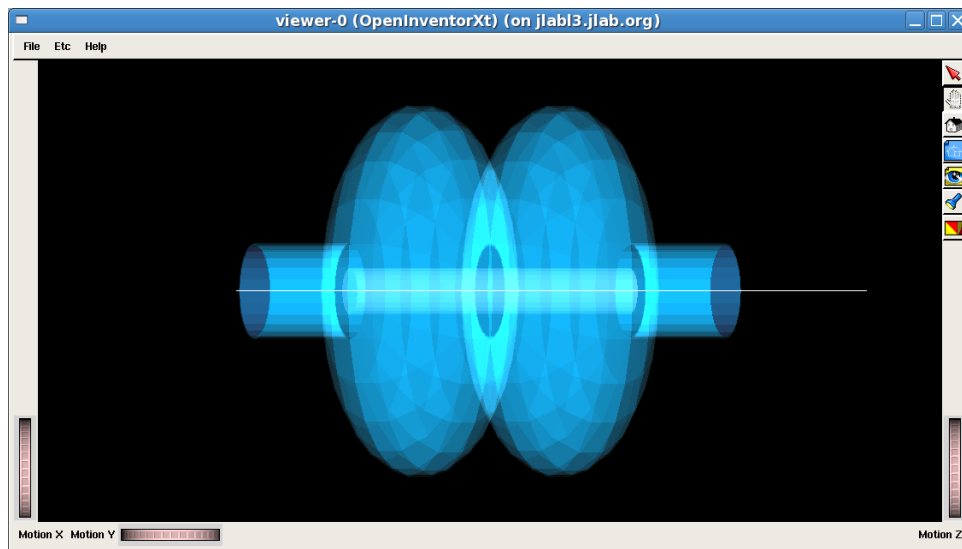 viewer-0 (OpenInventorXt) (on jlabl3.jlab.org)
File Etc Help
Motion X Motion Y Motion Z